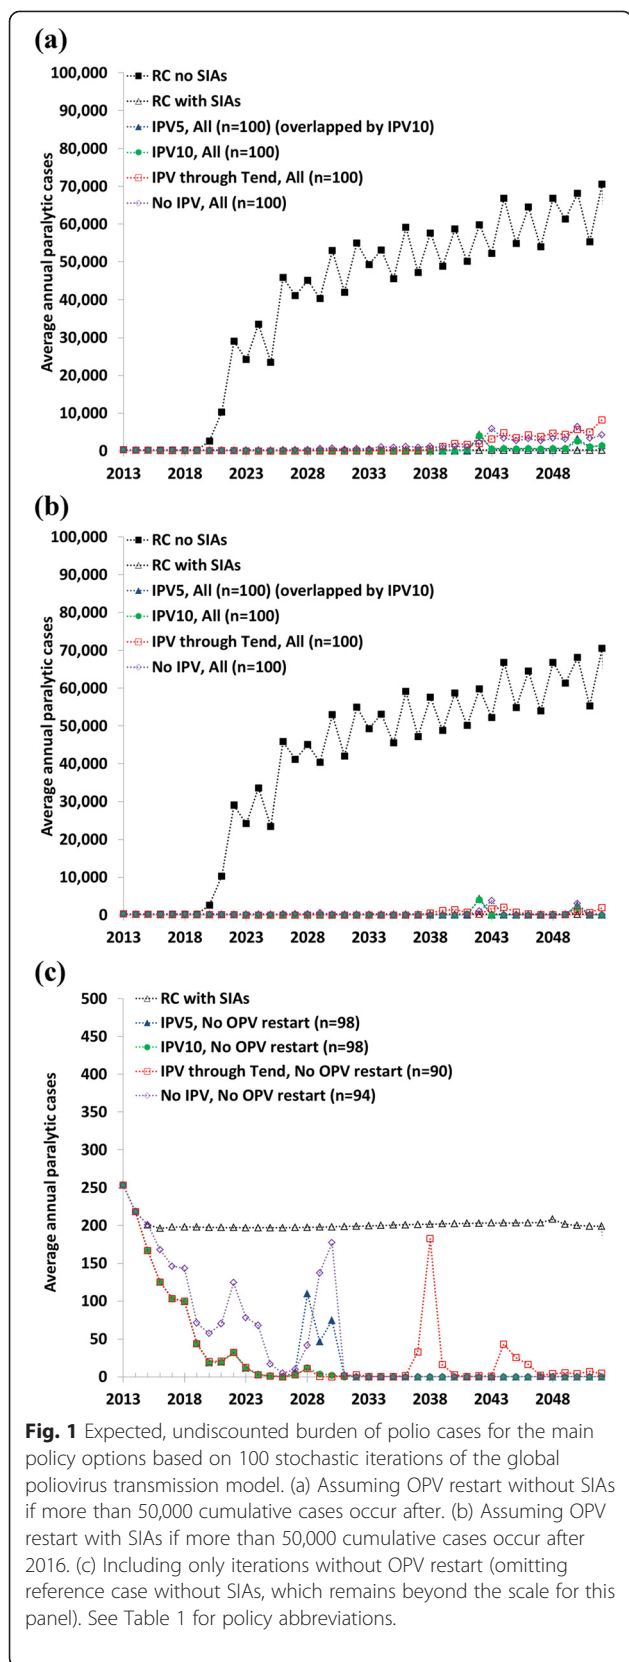 (a)
100,000
90,000
80,000
70,000
60,000
50,000
40,000
30,000
20,000
10,000
0
Average annual paralytic cases
RC no SIAs
RC with SIAs
IPV5, All (n=100) (overlapped by IPV10)
IPV10, All (n=100)
IPV through Tend, All (n=100)
No IPV, All (n=100)
2013 2018 2023 2028 2033 2038 2043 2048
(b)
100,000
90,000
80,000
70,000
60,000
50,000
40,000
30,000
20,000
10,000
0
Average annual paralytic cases
RC no SIAs
RC with SIAs
IPV5, All (n=100) (overlapped by IPV10)
IPV10, All (n=100)
IPV through Tend, All (n=100)
No IPV, All (n=100)
2013 2018 2023 2028 2033 2038 2043 2048
(c)
500
450
400
350
300
250
200
150
100
50
0
Average annual paralytic cases
RC with SIAs
IPV5, No OPV restart (n=98)
IPV10, No OPV restart (n=98)
IPV through Tend, No OPV restart (n=90)
No IPV, No OPV restart (n=94)
2013 2018 2023 2028 2033 2038 2043 2048
Fig. 1 Expected, undiscounted burden of polio cases for the main
policy options based on 100 stochastic iterations of the global
poliovirus transmission model. (a) Assuming OPV restart without SIAs
if more than 50,000 cumulative cases occur after. (b) Assuming OPV
restart with SIAs if more than 50,000 cumulative cases occur after
2016. (c) Including only iterations without OPV restart (omitting
reference case without SIAs, which remains beyond the scale for this
panel). See Table 1 for policy abbreviations.